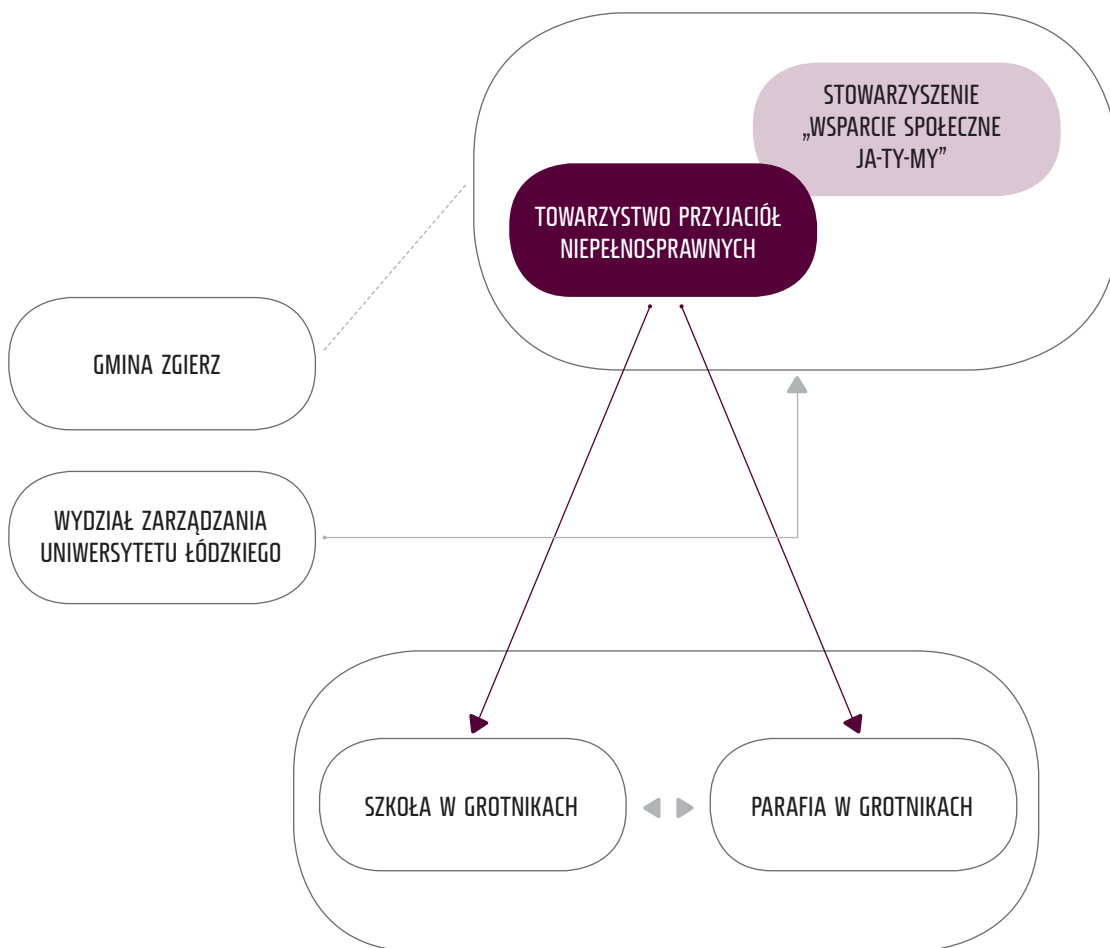 STOWARZYSZENIE
„WSPARCIE SPOŁECZNE
JA-TY-MY”
TOWARZYSTWO PRZYJACIÓŁ
NIEPEŁNOSPRAWNYCH
GMINA ZGIERZ
WYDZIAŁ ZARZĄDZANIA
UNIWERSYTETU ŁÓDZKIEGO
SZKOŁA W GROTNIKACH
PARAFIA W GROTNIKACH